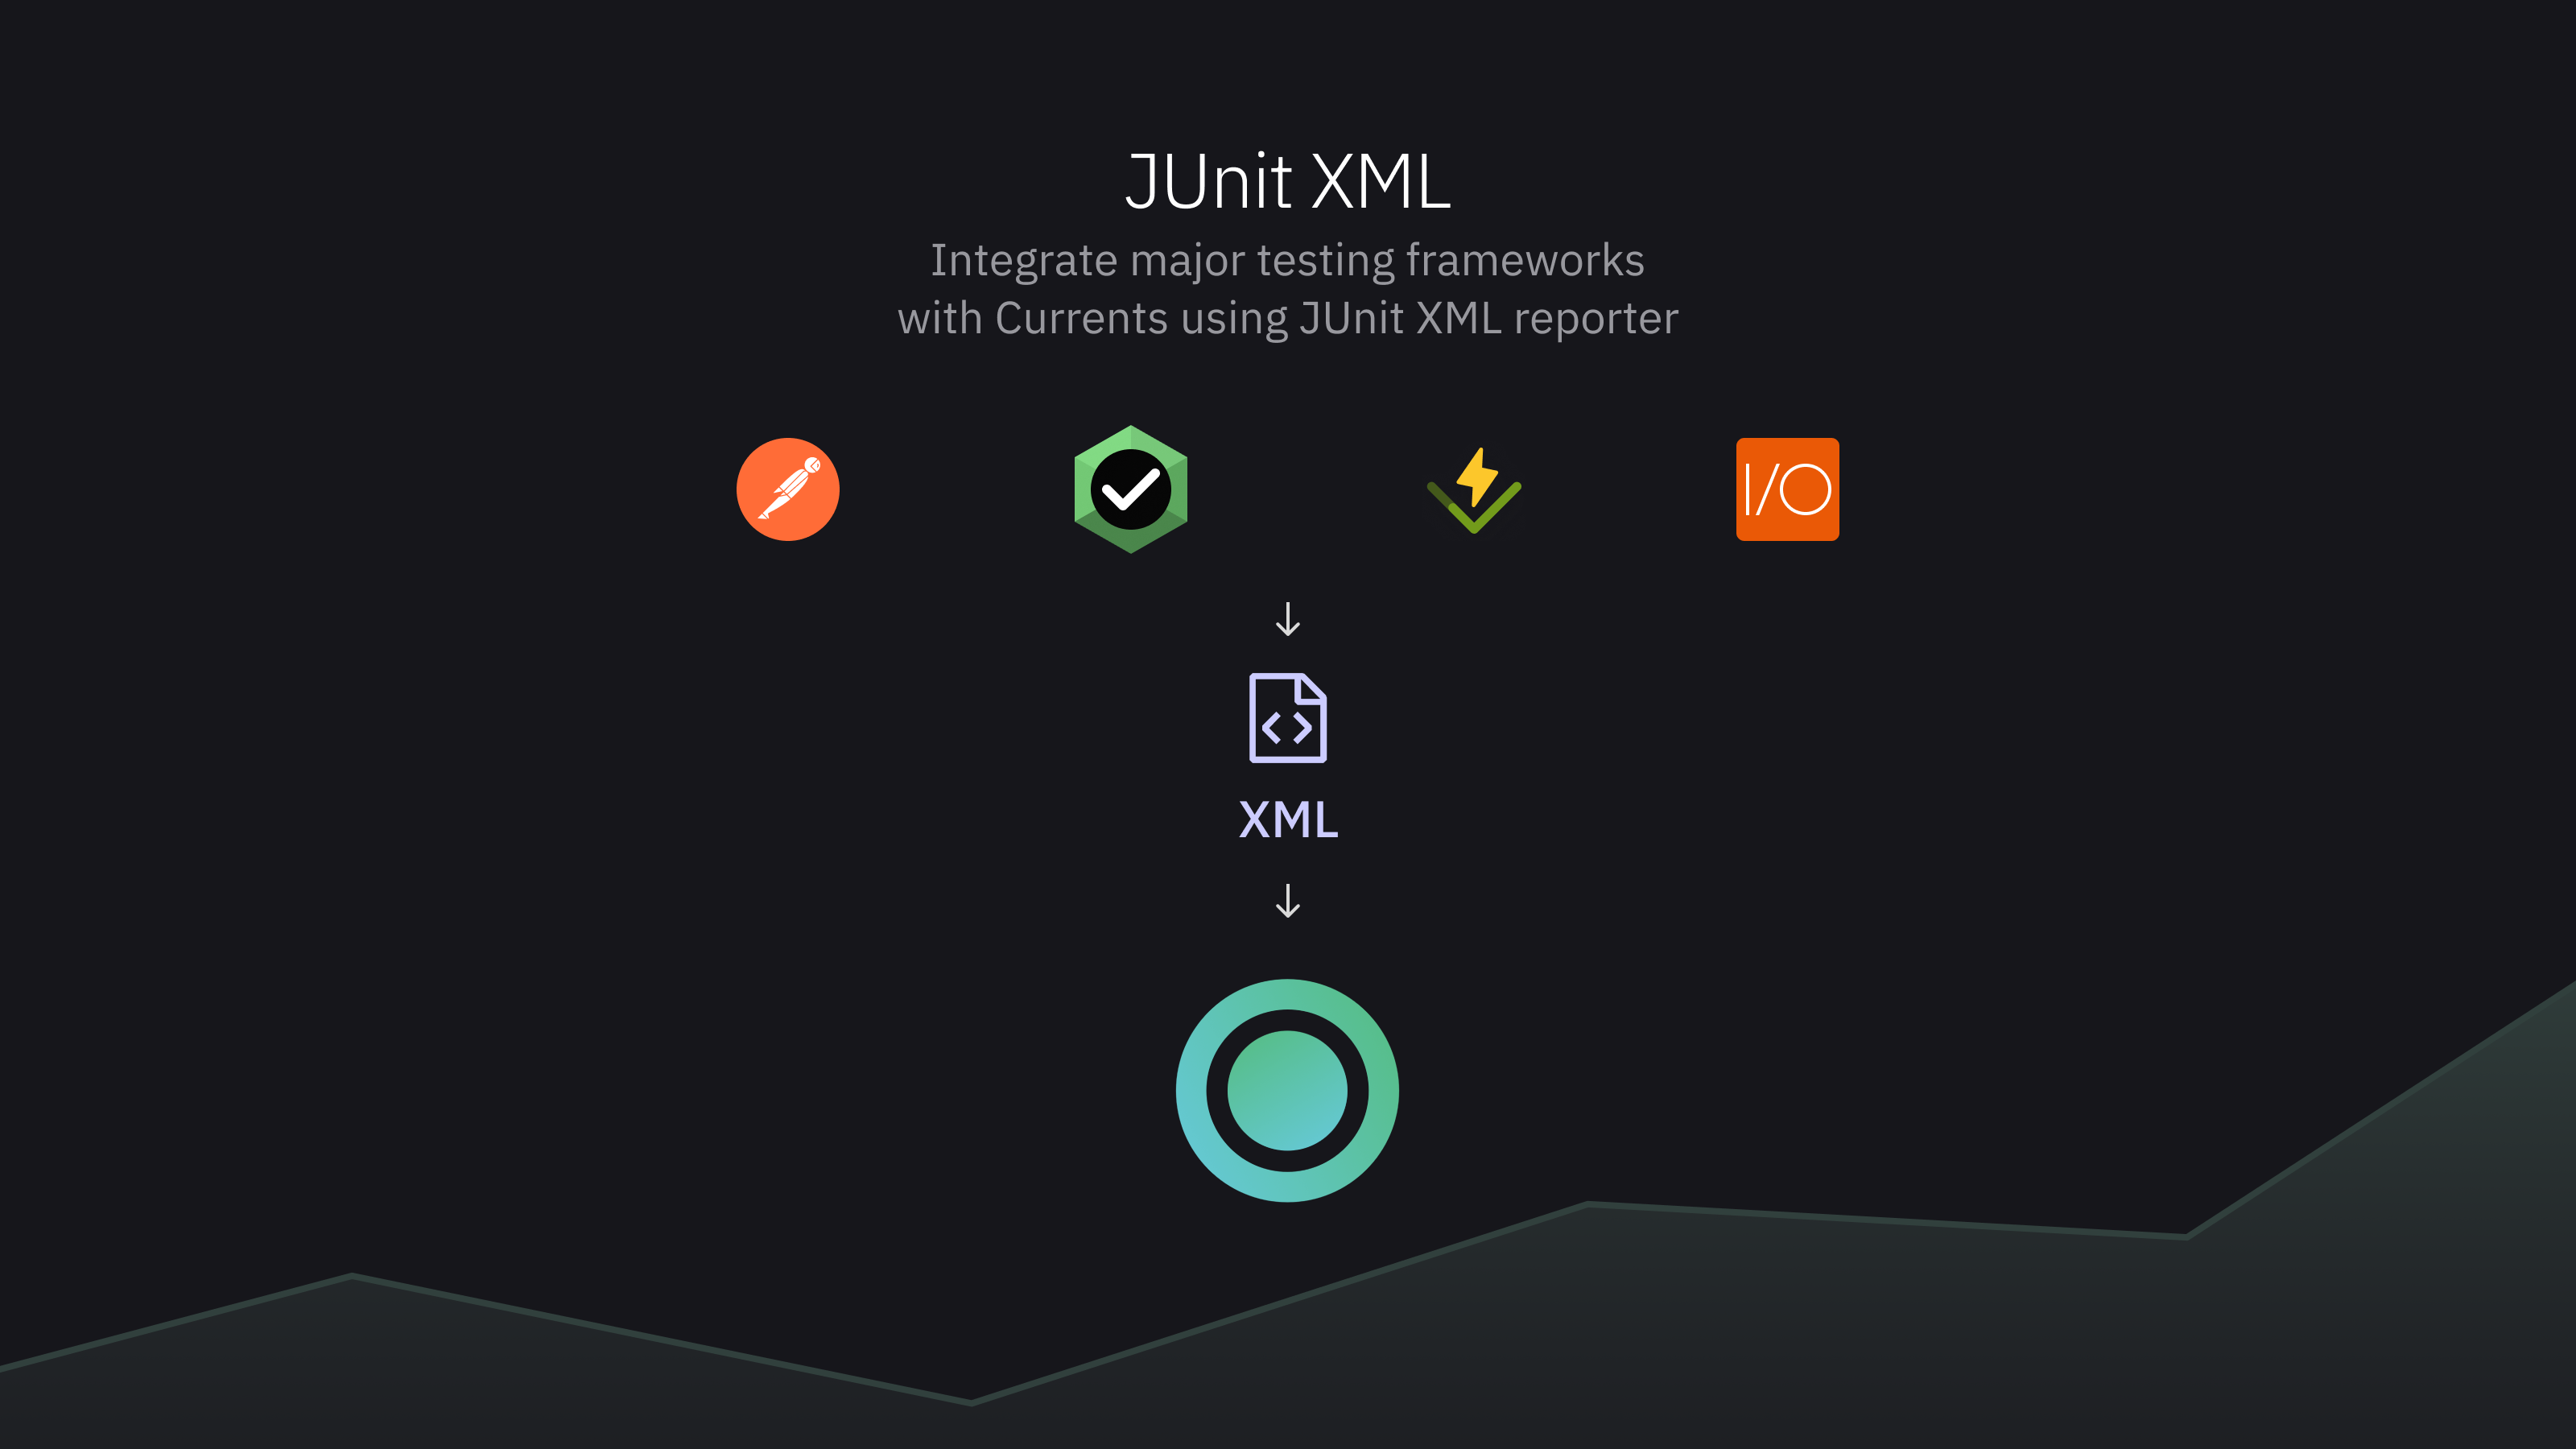 JUnit XML
Integrate major testing frameworks
with Currents using JUnit XML reporter
I/O
XML